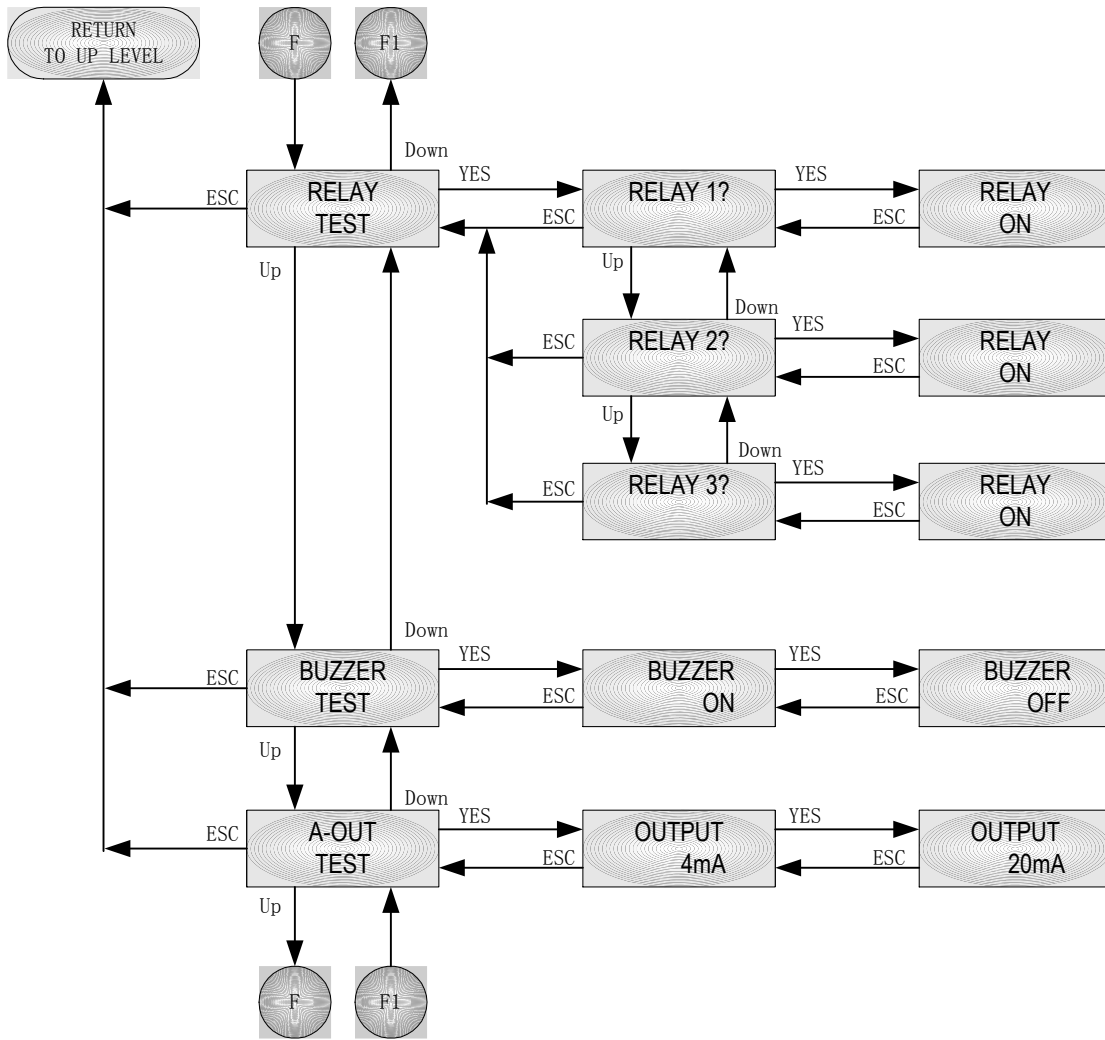 RETURN
TO UP LEVEL
F
F1
Down
YES
YES
ESC
RELAY
TEST
ESC
RELAY 1?
ESC
RELAY
ON
Up
Up
Down
YES
ESC
RELAY 2?
ESC
RELAY
ON
Up
Down
YES
ESC
RELAY 3?
ESC
RELAY
ON
Down
YES
YES
ESC
BUZZER
TEST
ESC
BUZZER
ON
ESC
BUZZER
OFF
Up
Down
YES
YES
ESC
A-OUT
TEST
ESC
OUTPUT
4mA
ESC
OUTPUT
20mA
Up
F
F1